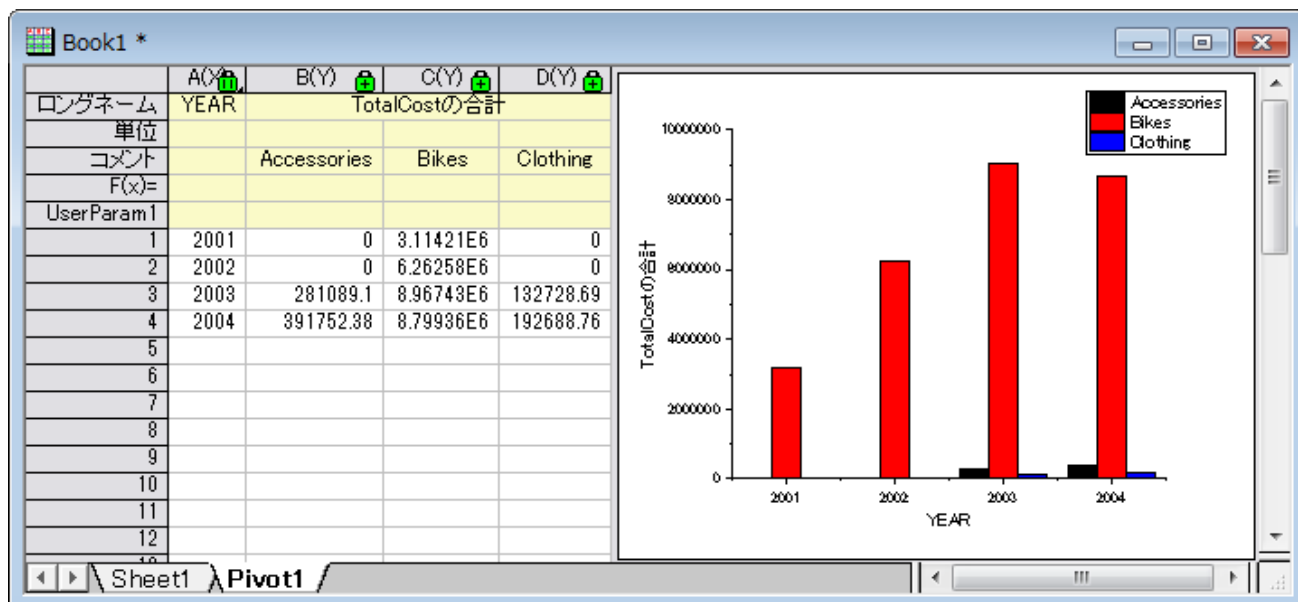 Book1 *
A(X) B(Y) C(Y) D(Y)
ロングネーム YEAR TotalCostの合計
単位
コメント Accessories Bikes Clothing
F(x)=
UserParam1
1 2001 0 3.11421E6 0
2 2002 0 6.26258E6 0
3 2003 281089.1 8.96743E6 132728.69
4 2004 391752.38 8.79936E6 192688.76
5
6
7
8
9
10
11
12
Sheet1 Pivot1
Accessories
Bikes
Clothing
10000000
8000000
6000000
4000000
2000000
0
TotalCostの合計
2001 2002 2003 2004
YEAR